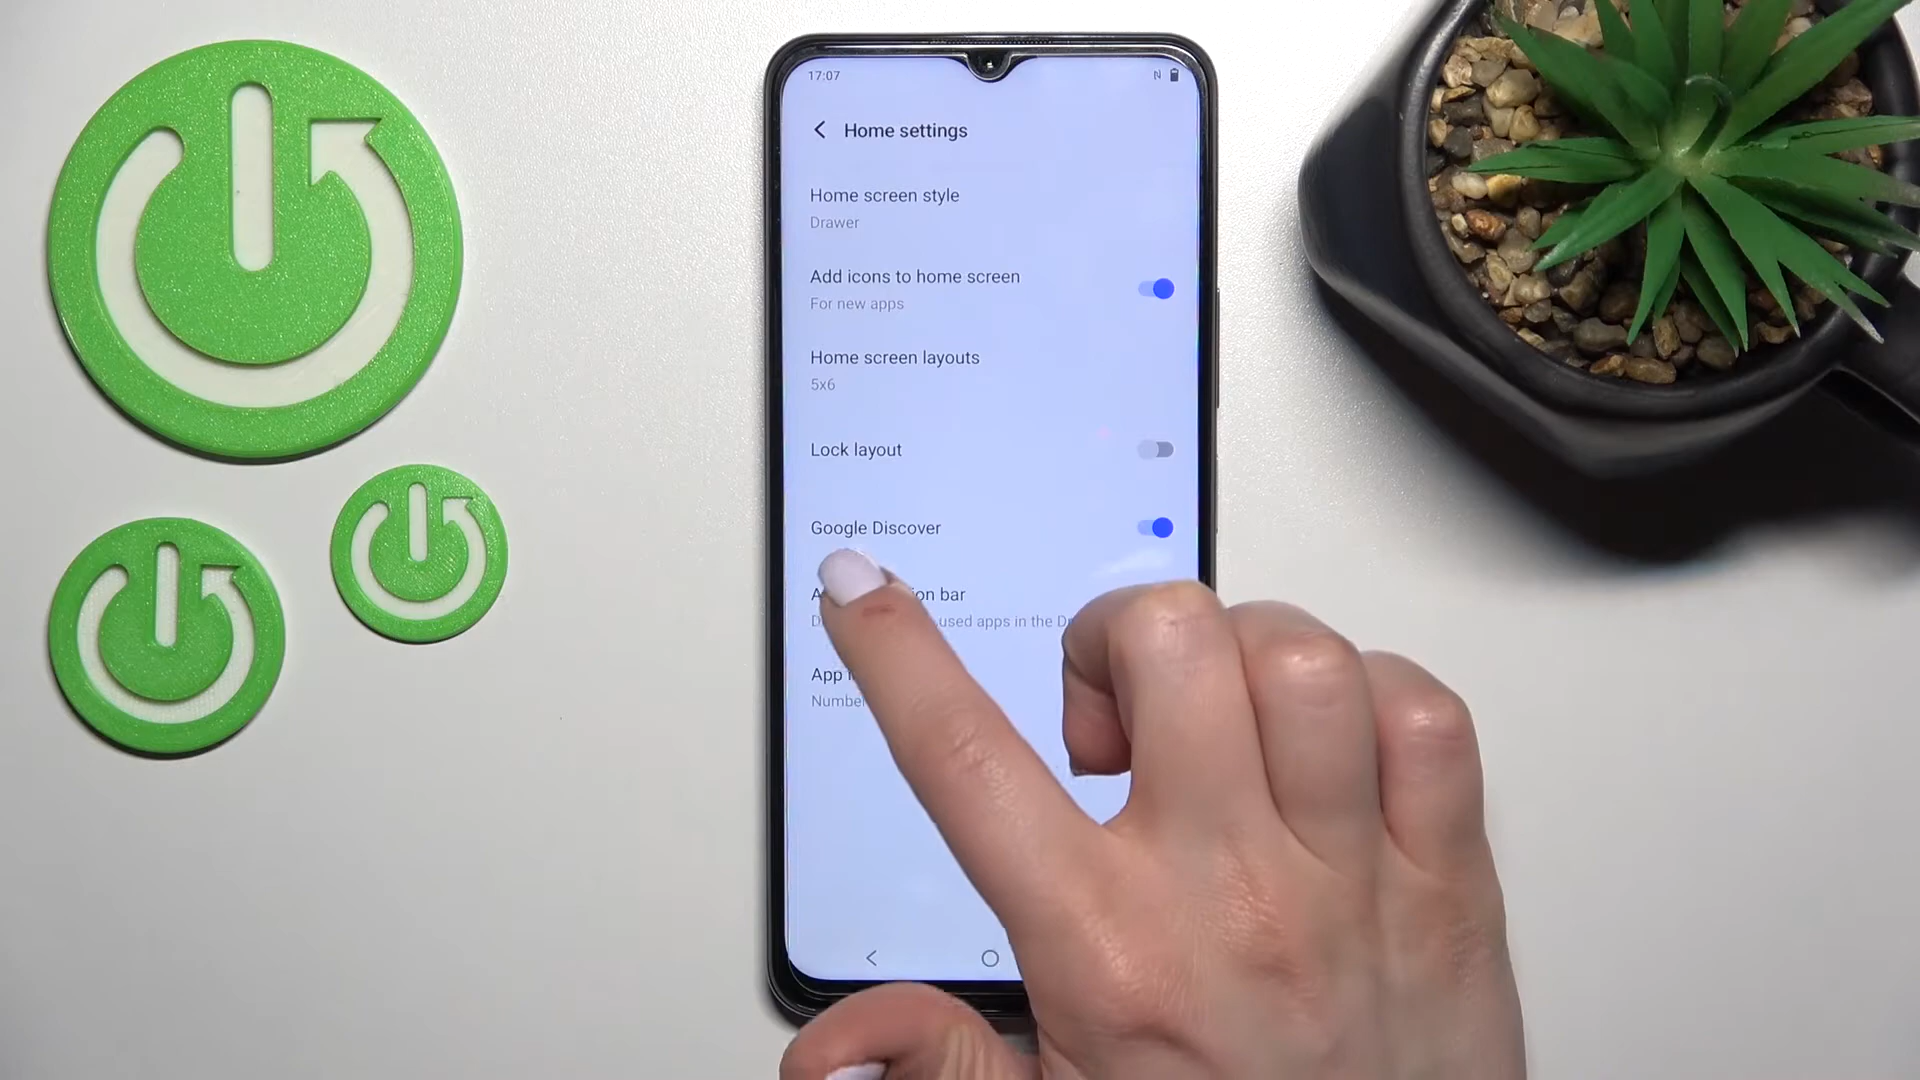 17:07
Home settings
Home screen style
Drawer
Add icons to home screen
For new apps
Home screen layouts
5x6
Lock layout
Google Discover
bar
used apps in the
App